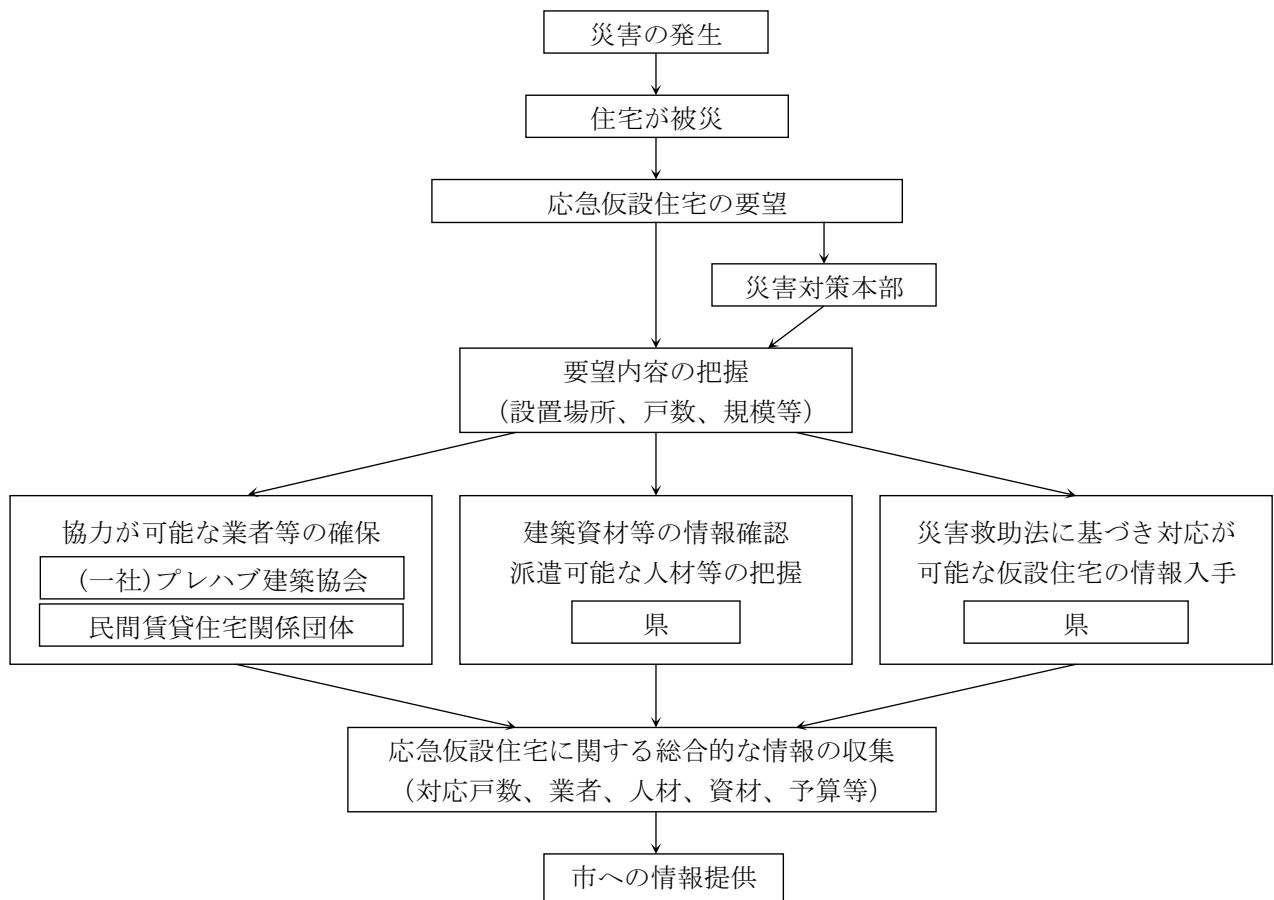 災害の発生
住宅が被災
応急仮設住宅の要望
災害対策本部
要望内容の把握
（設置場所、戸数、規模等）
協力が可能な業者等の確保
(一社)プレハブ建築協会
民間賃貸住宅関係団体
建築資材等の情報確認
派遣可能な人材等の把握
県
災害救助法に基づき対応が
可能な仮設住宅の情報入手
県
応急仮設住宅に関する総合的な情報の収集
（対応戸数、業者、人材、資材、予算等）
市への情報提供